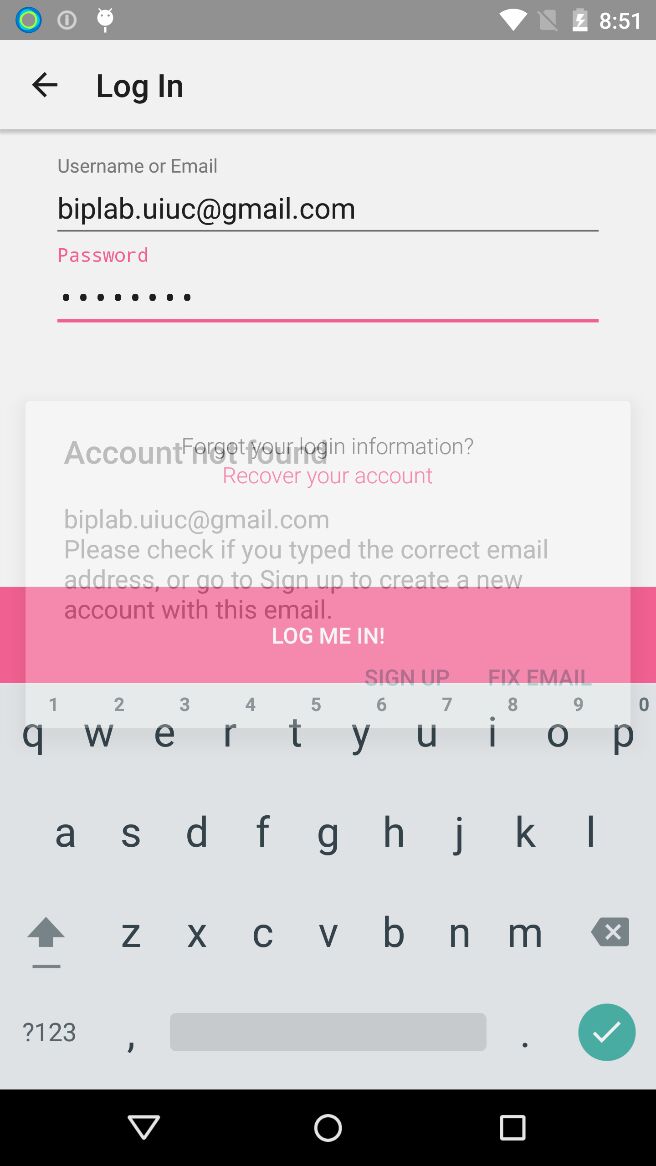 8:51
Log In
Username or Email
biplab.uiuc@gmail.com
Password
••••••••
Forgot your login information?
Account not found
Recover your account
biplab.uiuc@gmail.com
Please check if you typed the correct email
address, or go to Sign up to create a new
account with this email.
LOG ME IN!
SIGN UP FIX EMAIL
1 2 3 4 5 6 7 8 9 0
q w e r t y u i o p
a s d f g h j k l
z x c v b n m
?123 , .